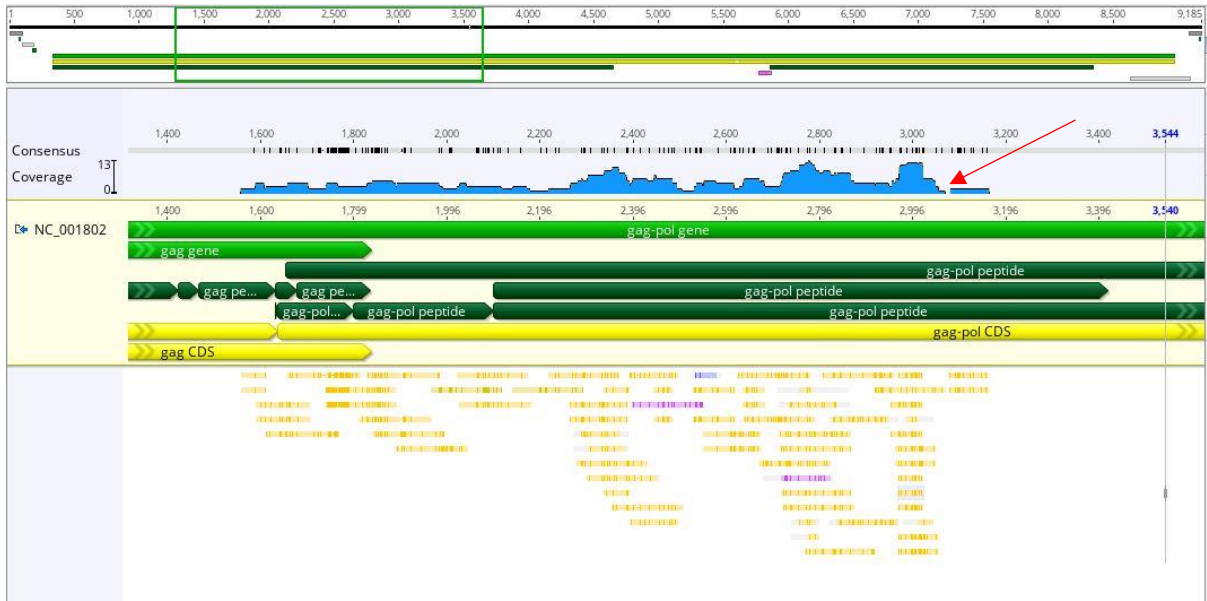 1 500 1,000 1,500 2,000 2,500 3,000 3,500 4,000 4,500 5,000 5,500 6,000 6,500 7,000 7,500 8,000 8,500 9,185
1,400 1,600 1,800 2,000 2,200 2,400 2,600 2,800 3,000 3,200 3,400 3,544
Consensus
13
Coverage
0
1,400 1,600 1,799 1,996 2,196 2,396 2,596 2,796 2,996 3,196 3,396 3,540
NC_001802 gag-pol gene
gag gene
gag-pol peptide
gag pe... gag pe... gag-pol peptide
gag-pol... gag-pol peptide gag-pol peptide
gag-pol CDS
gag CDS